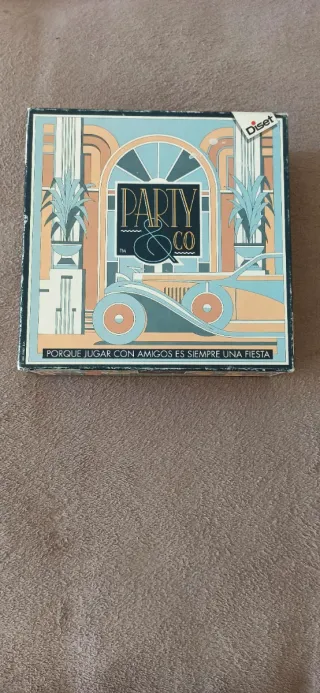 Diset
PARTY
& CO
TM
PORQUE JUGAR CON AMIGOS ES SIEMPRE UNA FIESTA